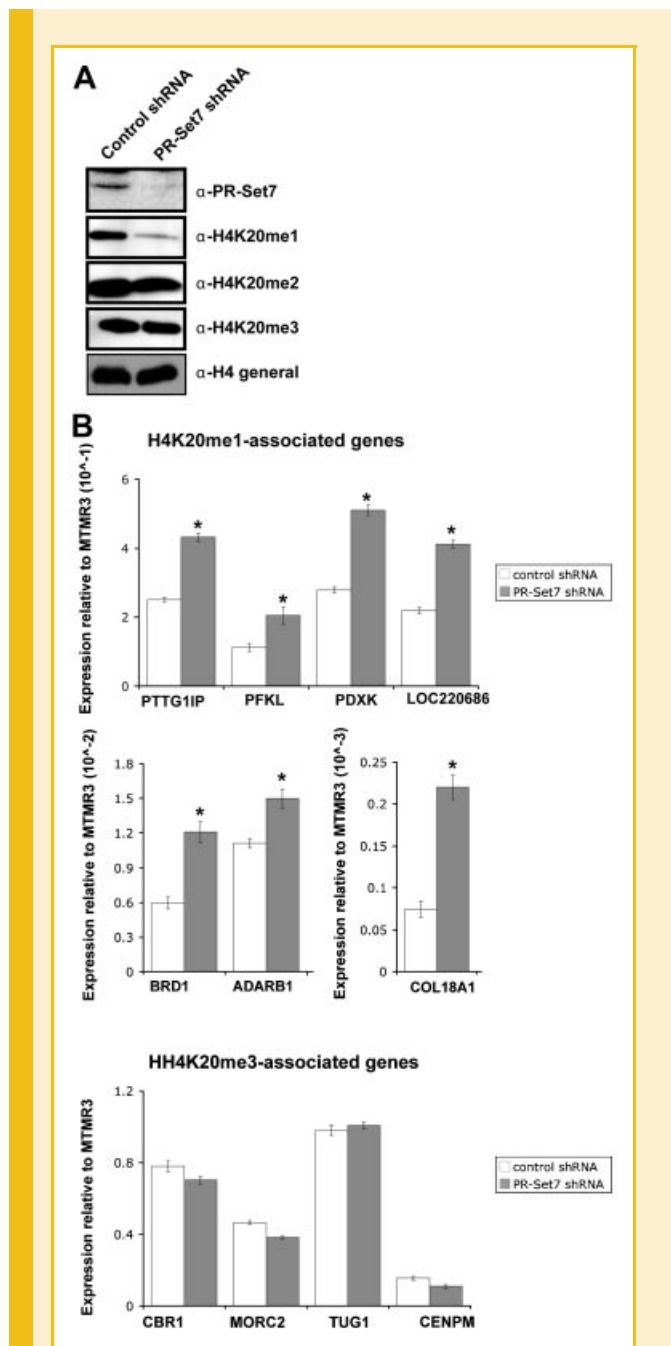 A
Control shRNA
PR-Set7 shRNA
α-PR-Set7
α-H4K20me1
α-H4K20me2
α-H4K20me3
α-H4 general
B
H4K20me1-associated genes
Expression relative to MTMR3 (10^-1)
6
4
2
0
* * * *
PTTG1IP PFKL PDXK LOC220686
control shRNA
PR-Set7 shRNA
Expression relative to MTMR3 (10^-2)
1.8
1.5
1.2
0.9
0.6
0.3
0
* *
BRD1 ADARB1
Expression relative to MTMR3 (10^-3)
0.25
0.2
0.15
0.1
0.05
0
*
COL18A1
HH4K20me3-associated genes
Expression relative to MTMR3
1.2
0.8
0.4
0
CBR1 MORC2 TUG1 CENPM
control shRNA
PR-Set7 shRNA